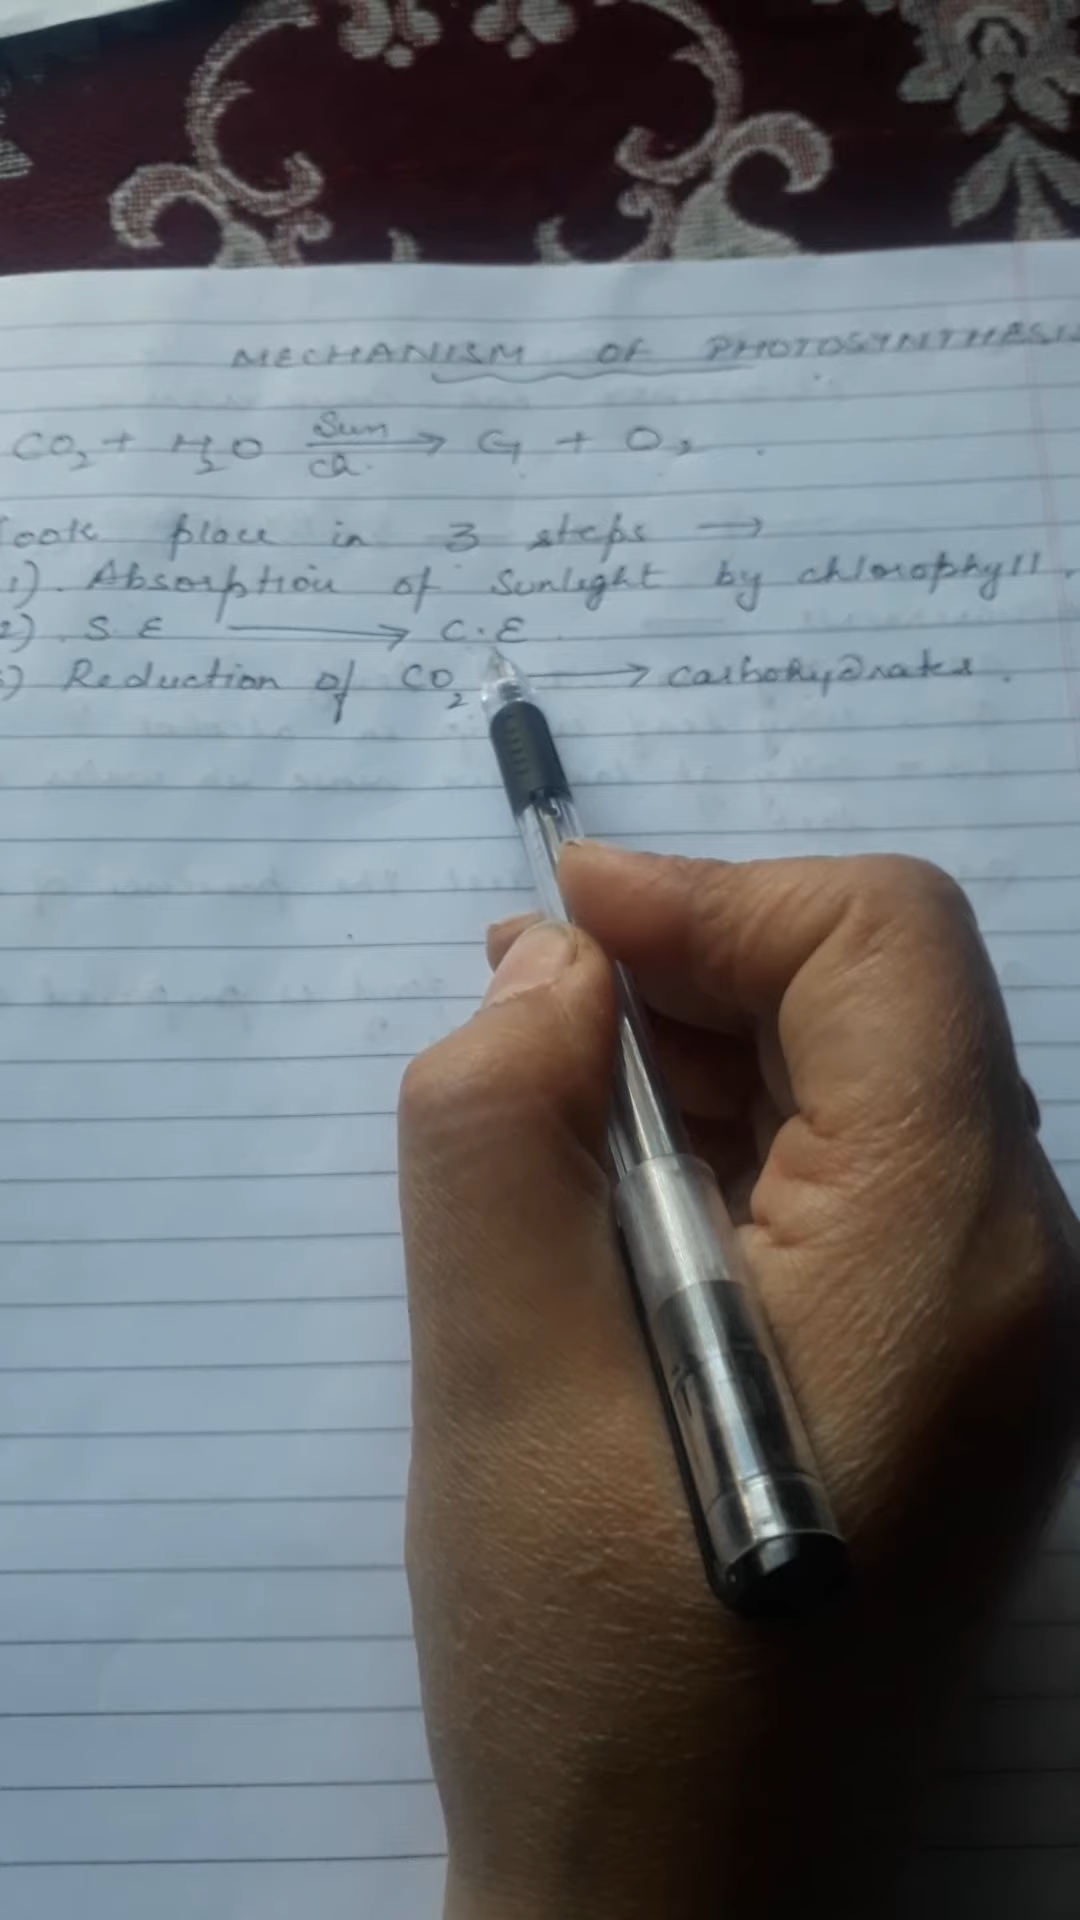 MECHANISM OF PHOTOSYNTHESIS
CO₂ + H₂O Sun/Cl. → G + O₂
Took place in 3 steps →
1). Absorption of Sunlight by chlorophyll.
2). S.E → C.E
3) Reduction of CO₂ → carbohydrates.